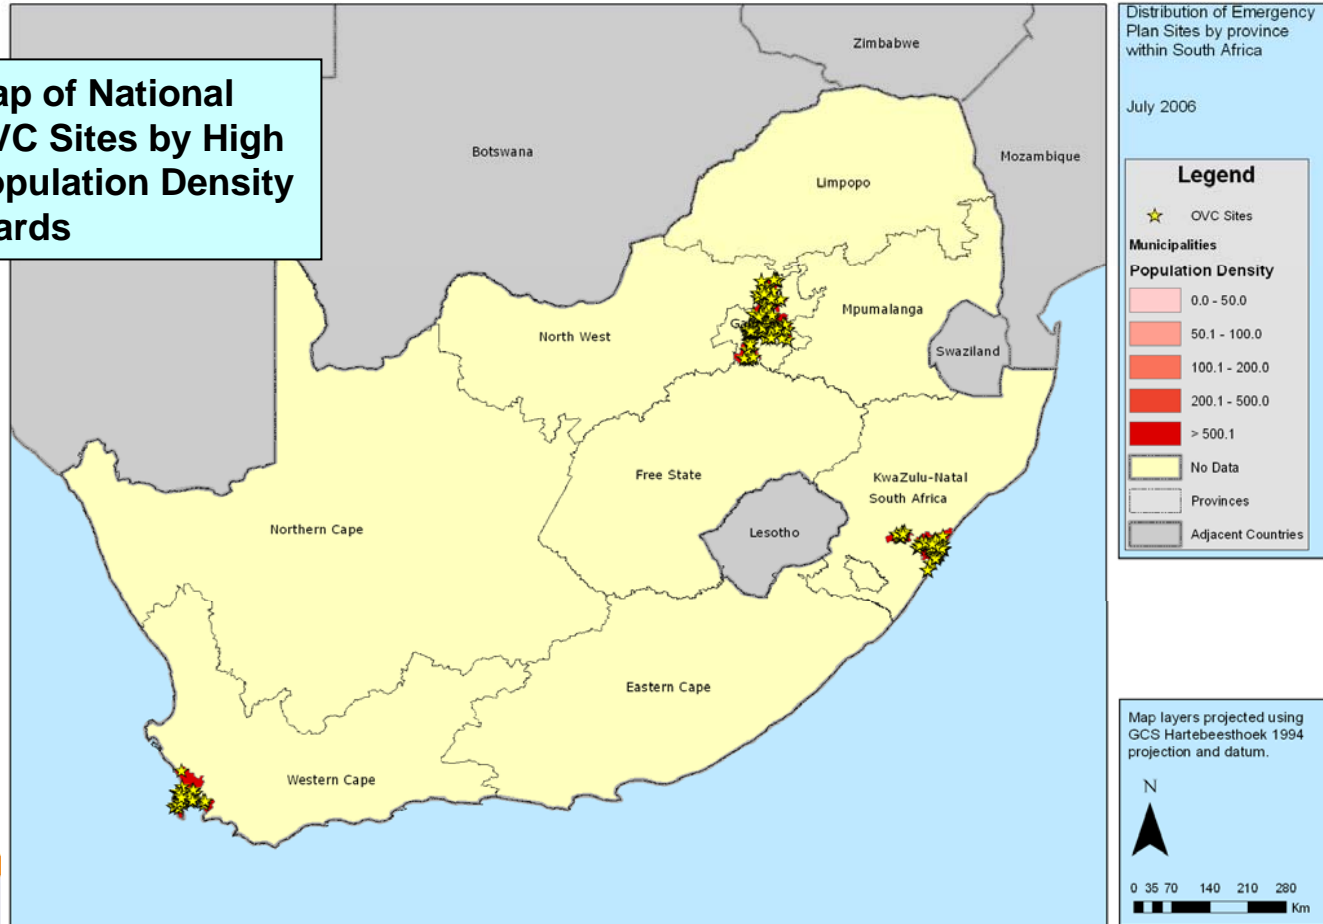 ap of National
VC Sites by High
opulation Density
ards
Zimbabwe
Botswana
Mozambique
Limpopo
North West
Mpumalanga
Swaziland
Free State
KwaZulu-Natal
South Africa
Northern Cape
Lesotho
Eastern Cape
Western Cape
Distribution of Emergency
Plan Sites by province
within South Africa
July 2006
Legend
OVC Sites
Municipalities
Population Density
0.0 - 50.0
50.1 - 100.0
100.1 - 200.0
200.1 - 500.0
> 500.1
No Data
Provinces
Adjacent Countries
Map layers projected using
GCS Hartebeesthoek 1994
projection and datum.
N
0 35 70 140 210 280
Km